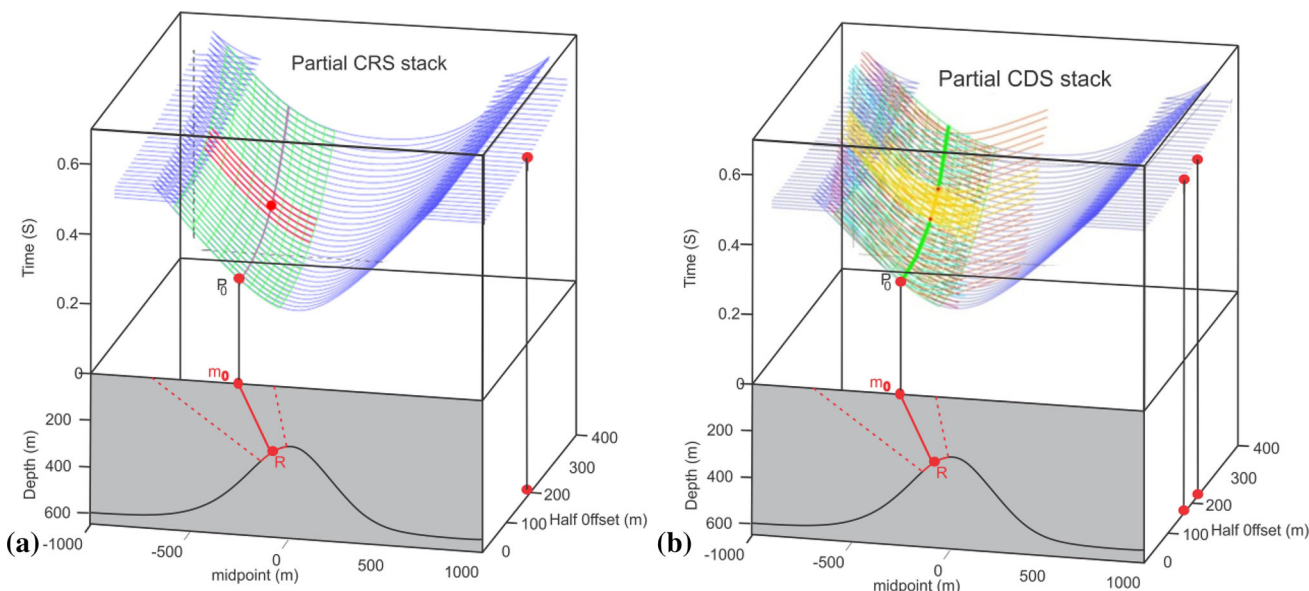 Partial CRS stack
Time (S)
0.6
0.4
0.2
0
P0
m0
R
Depth (m)
200
400
600
-1000
-500
0
500
1000
midpoint (m)
0
100
200
300
400
Half 0ffset (m)
(a)
Partial CDS stack
Time (S)
0.6
0.4
0.2
0
P0
m0
R
Depth (m)
200
400
600
-1000
-500
0
500
1000
midpoint (m)
0
100
200
300
400
Half 0ffset (m)
(b)